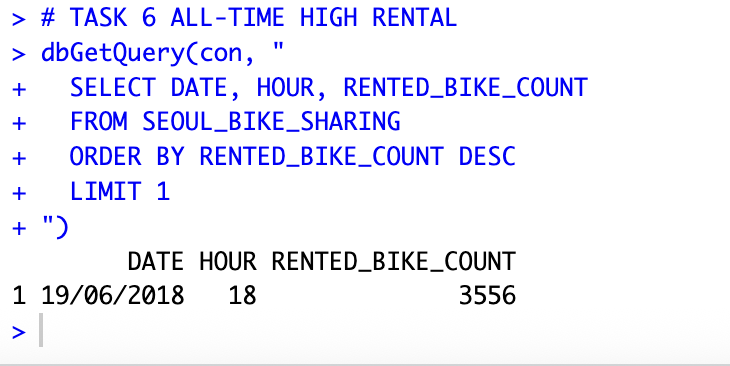 > # TASK 6 ALL-TIME HIGH RENTAL
> dbGetQuery(con, "
+   SELECT DATE, HOUR, RENTED_BIKE_COUNT
+   FROM SEOUL_BIKE_SHARING
+   ORDER BY RENTED_BIKE_COUNT DESC
+   LIMIT 1
+ ")
        DATE HOUR RENTED_BIKE_COUNT
1 19/06/2018   18              3556
>